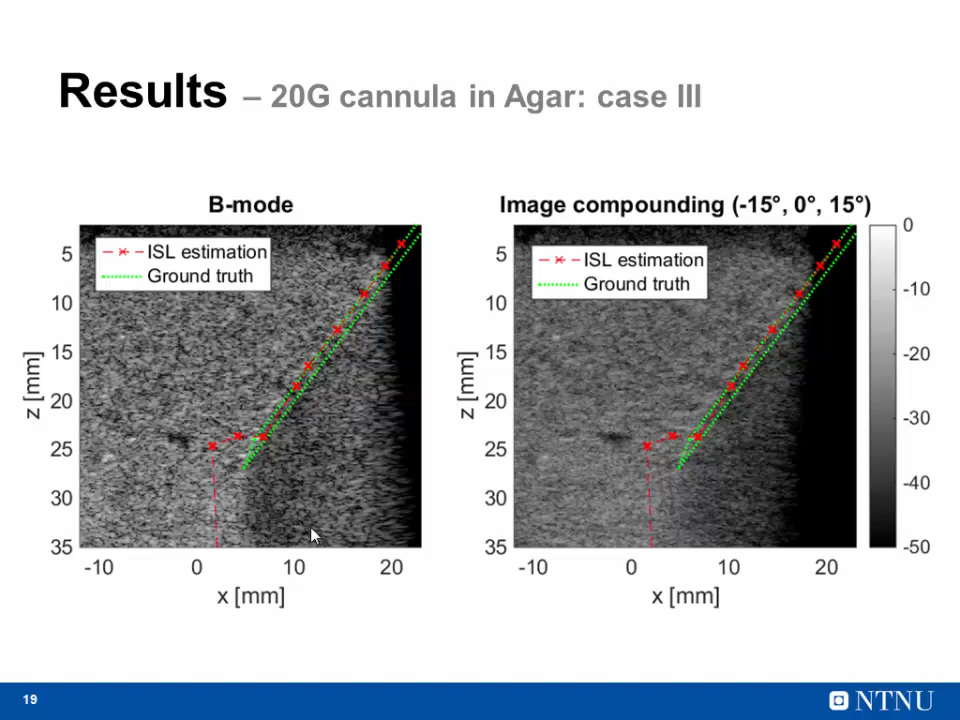 Results – 20G cannula in Agar: case III
B-mode
ISL estimation
Ground truth
5
10
15
20
25
30
35
z [mm]
-10 0 10 20
x [mm]
Image compounding (-15°, 0°, 15°)
ISL estimation
Ground truth
5
10
15
20
25
30
35
z [mm]
-10 0 10 20
x [mm]
0
-10
-20
-30
-40
-50
19
NTNU